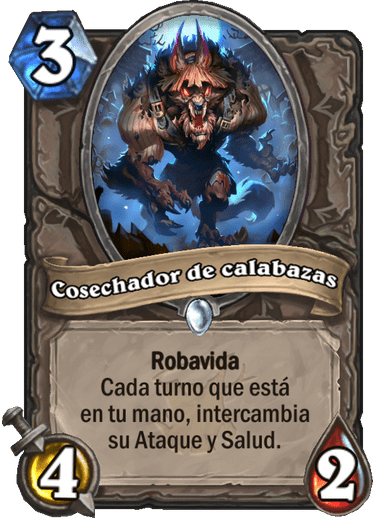 3
Cosechador de calabazas
Robavida
Cada turno que está
en tu mano, intercambia
su Ataque y Salud.
4
2